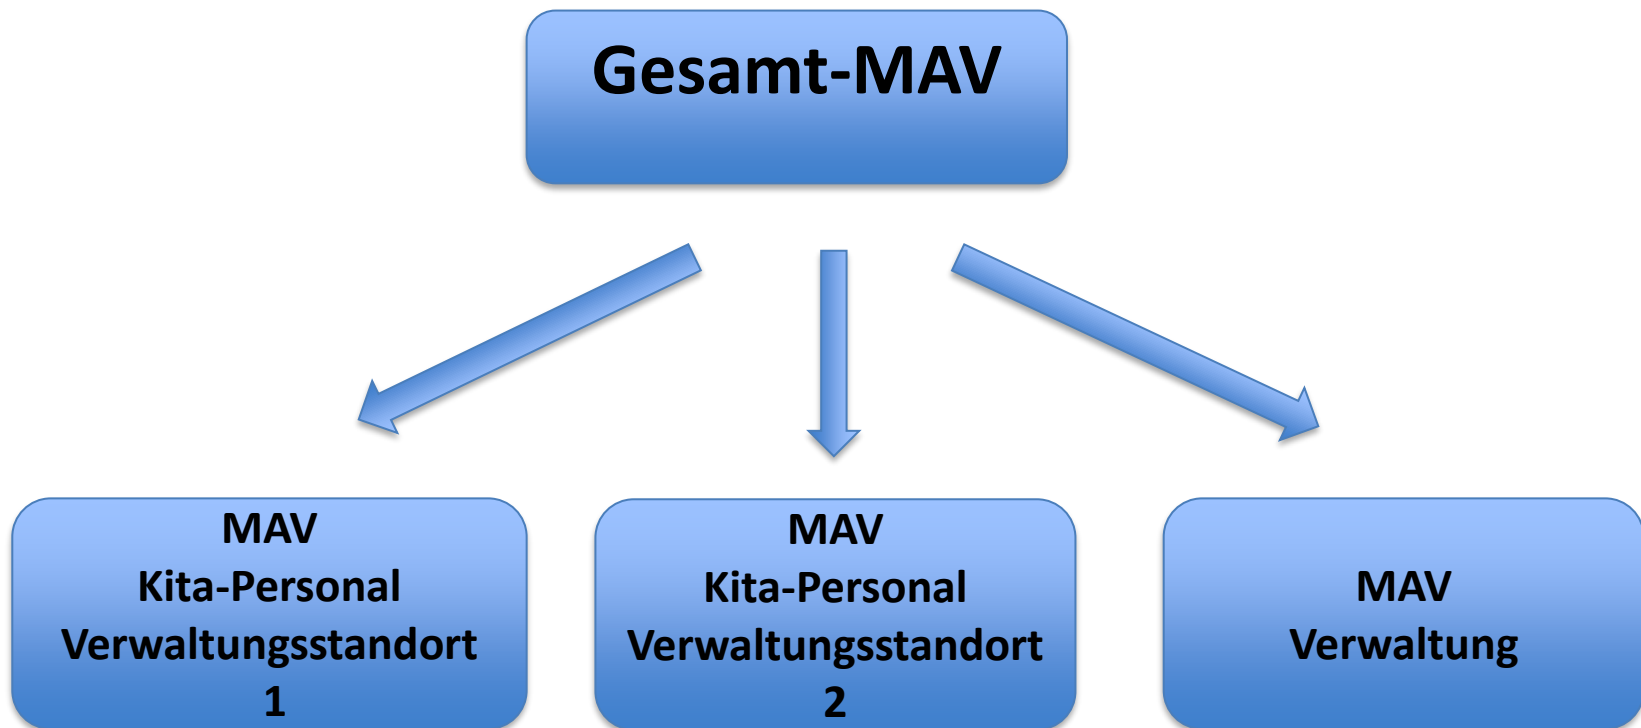 Gesamt-MAV
MAV
Kita-Personal
Verwaltungsstandort
1
MAV
Kita-Personal
Verwaltungsstandort
2
MAV
Verwaltung